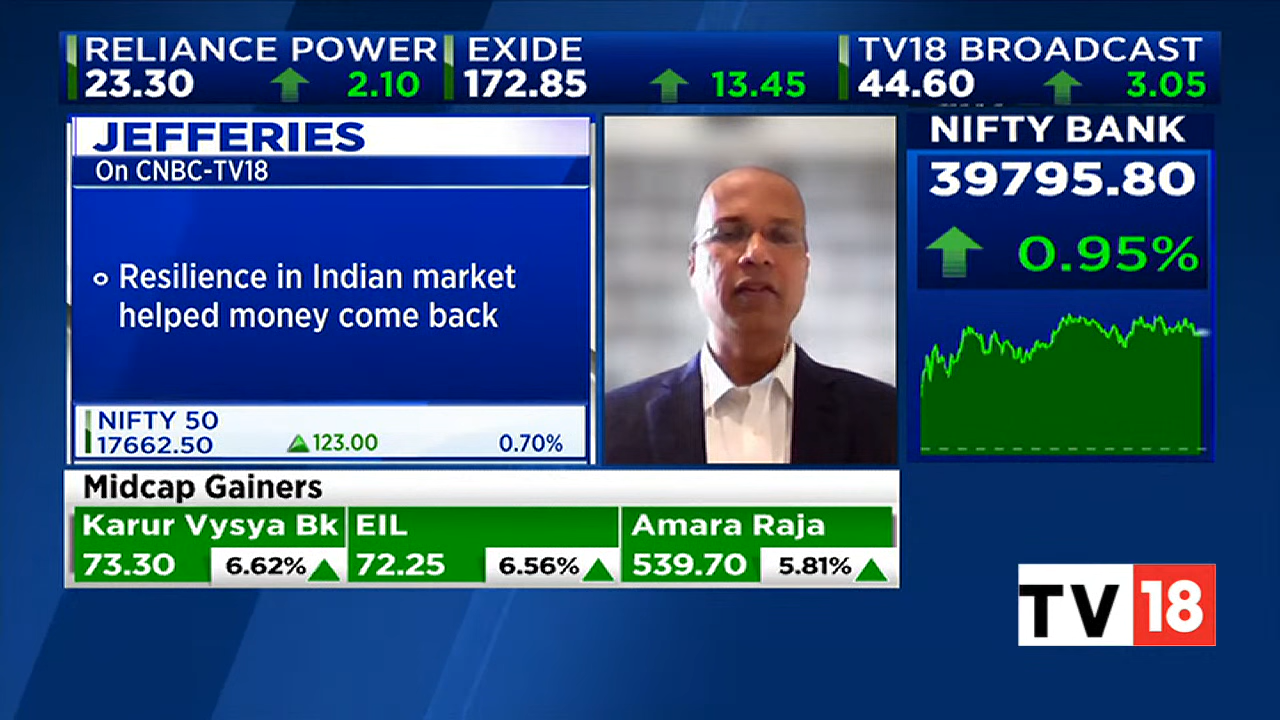 RELIANCE POWER
23.30 2.10
EXIDE
172.85 13.45
TV18 BROADCAST
44.60 3.05
JEFFERIES
On CNBC-TV18
Resilience in Indian market
helped money come back
NIFTY 50
17662.50 123.00 0.70%
NIFTY BANK
39795.80
0.95%
Midcap Gainers
Karur Vysya Bk
73.30 6.62%
EIL
72.25 6.56%
Amara Raja
539.70 5.81%
TV18